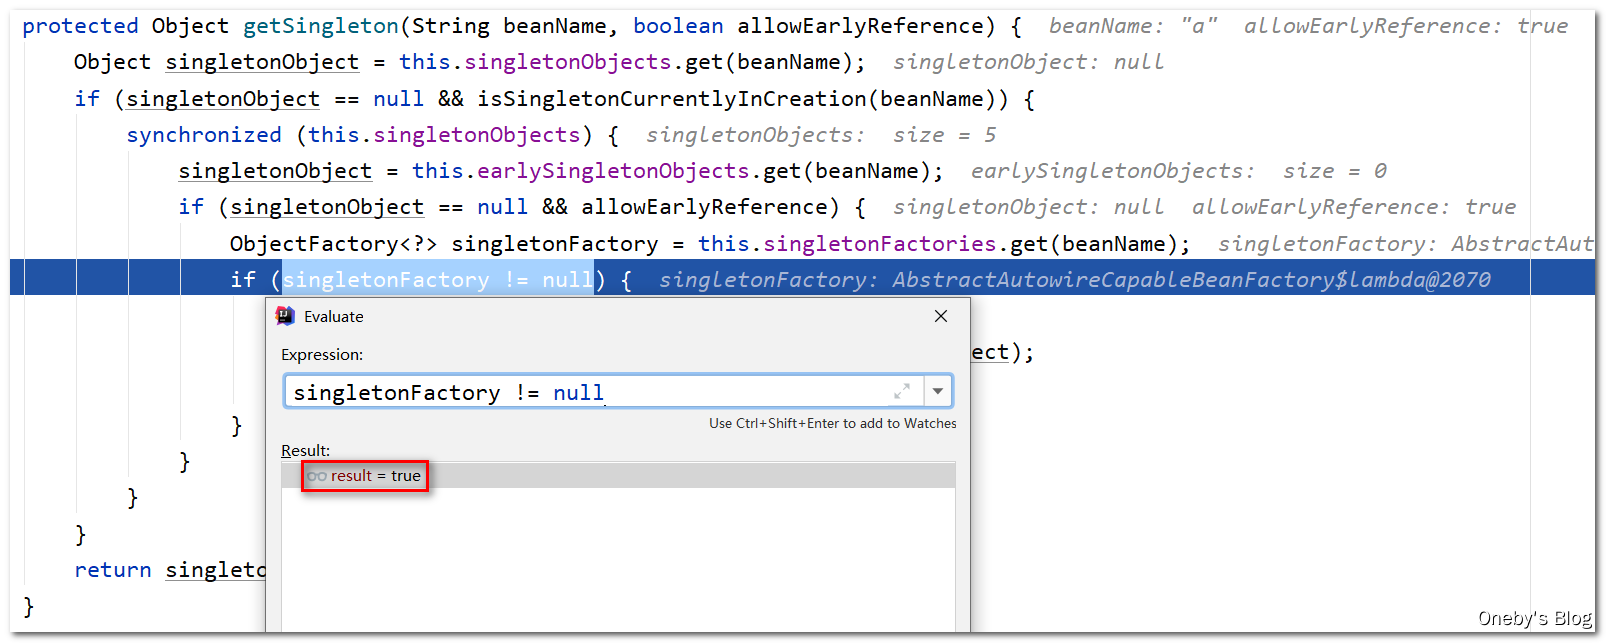 protected Object getSingleton(String beanName, boolean allowEarlyReference) {  beanName: "a"  allowEarlyReference: true
Object singletonObject = this.singletonObjects.get(beanName);  singletonObject: null
if (singletonObject == null && isSingletonCurrentlyInCreation(beanName)) {
synchronized (this.singletonObjects) {  singletonObjects:  size = 5
singletonObject = this.earlySingletonObjects.get(beanName);  earlySingletonObjects:  size = 0
if (singletonObject == null && allowEarlyReference) {  singletonObject: null  allowEarlyReference: true
ObjectFactory<?> singletonFactory = this.singletonFactories.get(beanName);  singletonFactory: AbstractAut
if (singletonFactory != null) {  singletonFactory: AbstractAutowireCapableBeanFactory$lambda@2070
Evaluate
Expression:
ect);
singletonFactory != null
Use Ctrl+Shift+Enter to add to Watches
}
Result:
}
result = true
}
}
return singleto
}
Oneby's Blog